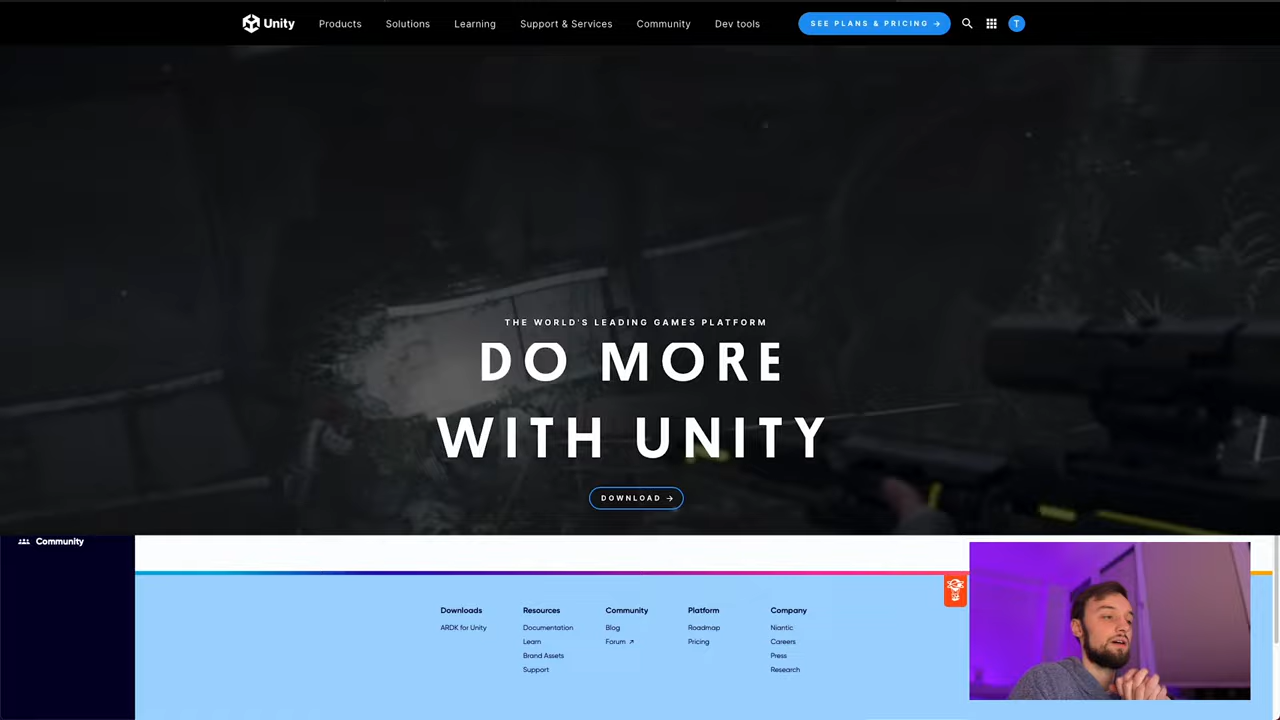 Unity Products Solutions Learning Support & Services Community Dev tools SEE PLANS & PRICING → T
THE WORLD'S LEADING GAMES PLATFORM
DO MORE
WITH UNITY
DOWNLOAD →
Community
Downloads Resources Community Platform Company
ARDK for Unity Documentation Blog Roadmap Niantic
Learn Forum ↗ Pricing Careers
Brand Assets Press
Support Research